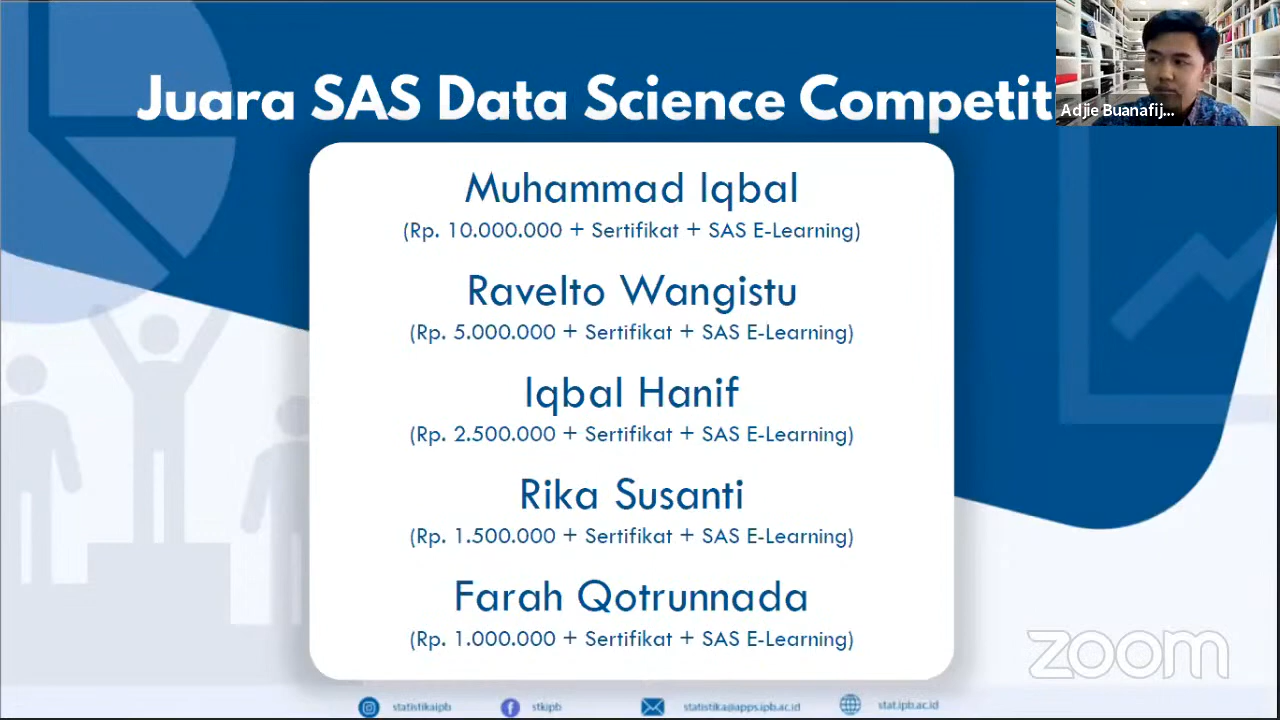 Juara SAS Data Science Competit
Adjie Buanafij...
Muhammad Iqbal
(Rp. 10.000.000 + Sertifikat + SAS E-Learning)
Ravelto Wangistu
(Rp. 5.000.000 + Sertifikat + SAS E-Learning)
Iqbal Hanif
(Rp. 2.500.000 + Sertifikat + SAS E-Learning)
Rika Susanti
(Rp. 1.500.000 + Sertifikat + SAS E-Learning)
Farah Qotrunnada
(Rp. 1.000.000 + Sertifikat + SAS E-Learning)
zoom
statistikaipb stkipb statistika@apps.ipb.ac.id stat.ipb.ac.id